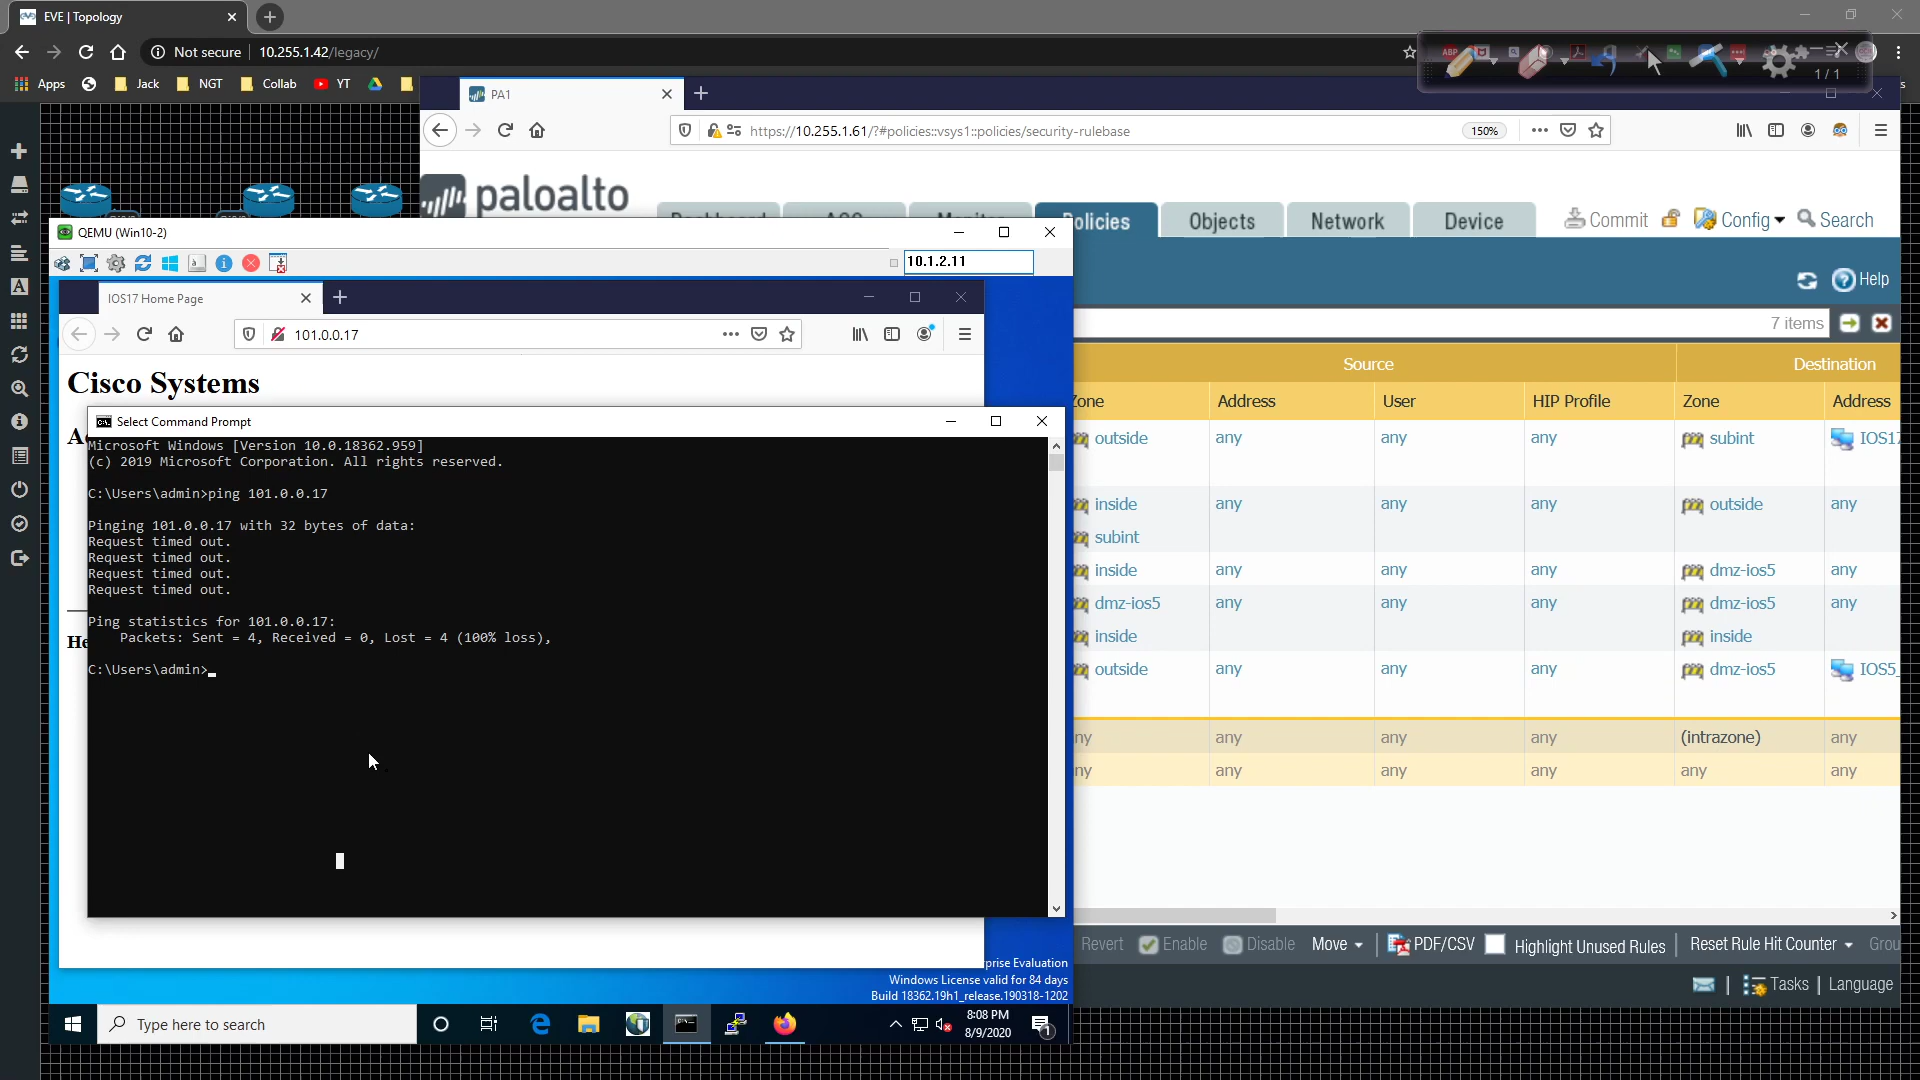 EVE | Topology
Not secure | 10.255.1.42/legacy/
Apps Jack NGT Collab YT
1 / 1
PA1
https://10.255.1.61/?#policies::vsys1::policies/security-rulebase 150%
paloalto
Policies Objects Network Device Commit Config Search
QEMU (Win10-2)
10.1.2.11
Help
IOS17 Home Page
101.0.0.17
7 items
Source Destination
Cisco Systems
Zone Address User HIP Profile Zone Address
Select Command Prompt
Microsoft Windows [Version 10.0.18362.959]
(c) 2019 Microsoft Corporation. All rights reserved.
C:\Users\admin>ping 101.0.0.17
Pinging 101.0.0.17 with 32 bytes of data:
Request timed out.
Request timed out.
Request timed out.
Request timed out.
Ping statistics for 101.0.0.17:
Packets: Sent = 4, Received = 0, Lost = 4 (100% loss),
C:\Users\admin>
outside any any any subint IOS17
inside any any any outside any
subint
inside any any any dmz-ios5 any
dmz-ios5 any any any dmz-ios5 any
inside inside
outside any any any dmz-ios5 IOS5_
any any any any (intrazone) any
any any any any any any
Revert Enable Disable Move PDF/CSV Highlight Unused Rules Reset Rule Hit Counter Grou
Tasks | Language
prise Evaluation
Windows License valid for 84 days
Build 18362.19h1_release.190318-1202
Type here to search
8:08 PM
8/9/2020
1